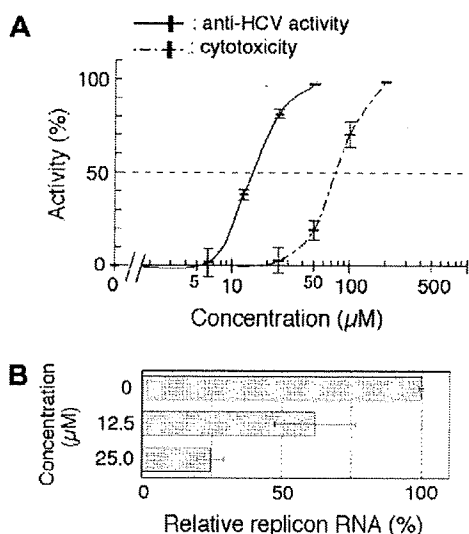 A
: anti-HCV activity
: cytotoxicity
Activity (%)
100
50
0
0 5 10 50 100 500
Concentration (µM)
B
Concentration
(µM)
0
12.5
25.0
0 50 100
Relative replicon RNA (%)